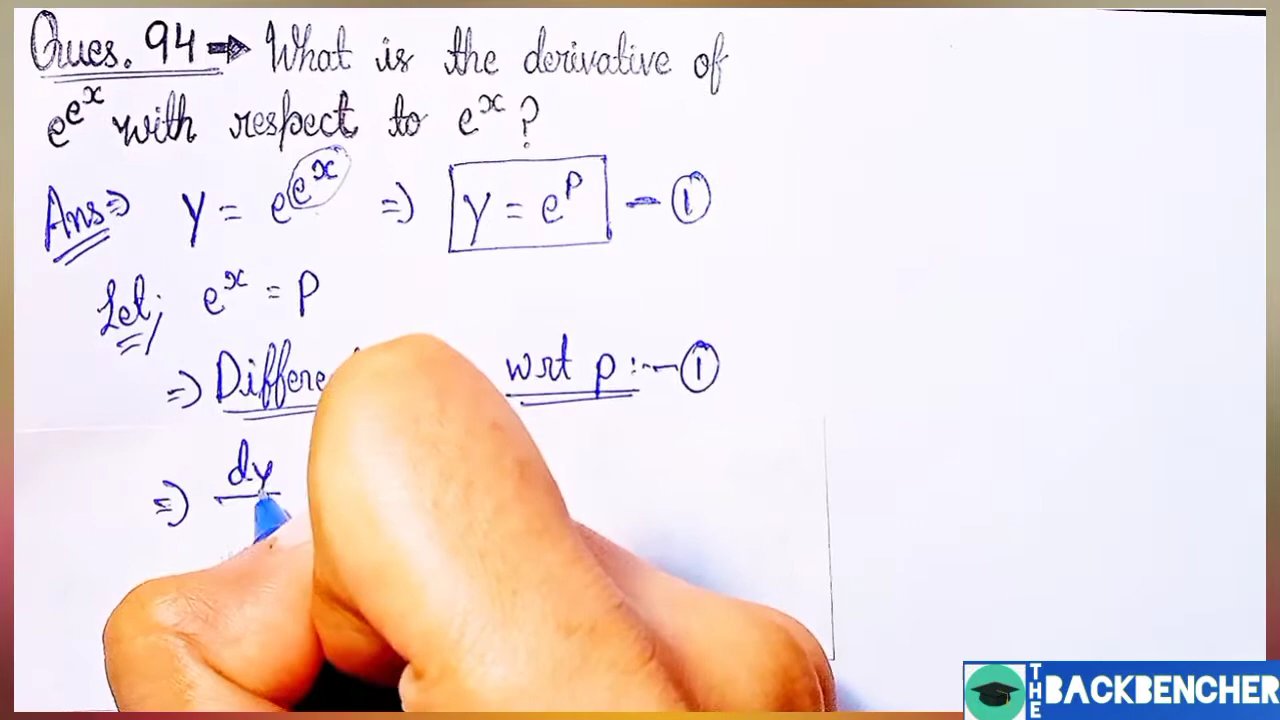 Ques. 94 → What is the derivative of
e^{e^x} with respect to e^x ?
Ans ⇒ y = e^{e^x} ⇒ y = e^p - ①
Let; e^x = p
⇒ Differe wrt p :- ①
⇒ dy
THE BACKBENCHER